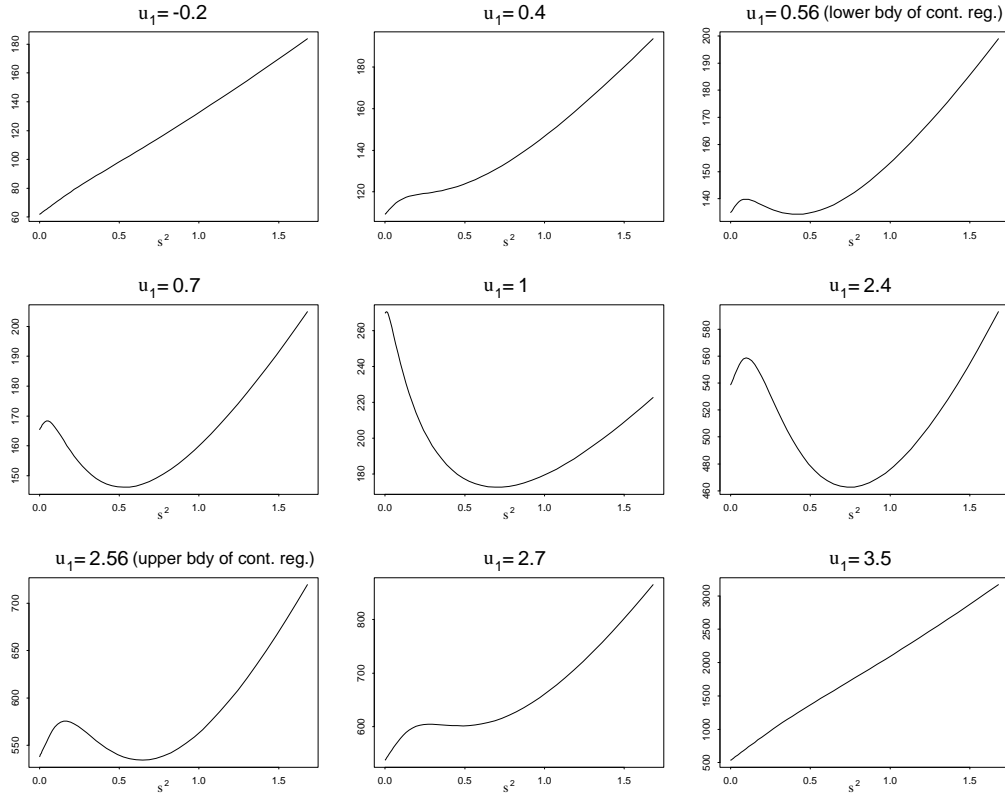 u1= -0.2
180
160
140
120
100
80
60
0.0 0.5 1.0 1.5
s2
u1= 0.4
180
160
140
120
0.0 0.5 1.0 1.5
s2
u1= 0.56 (lower bdy of cont. reg.)
200
190
180
170
160
150
140
0.0 0.5 1.0 1.5
s2
u1= 0.7
200
190
180
170
160
150
0.0 0.5 1.0 1.5
s2
u1= 1
260
240
220
200
180
0.0 0.5 1.0 1.5
s2
u1= 2.4
580
560
540
520
500
480
460
0.0 0.5 1.0 1.5
s2
u1= 2.56 (upper bdy of cont. reg.)
700
650
600
550
0.0 0.5 1.0 1.5
s2
u1= 2.7
800
700
600
0.0 0.5 1.0 1.5
s2
u1= 3.5
3000
2500
2000
1500
1000
500
0.0 0.5 1.0 1.5
s2